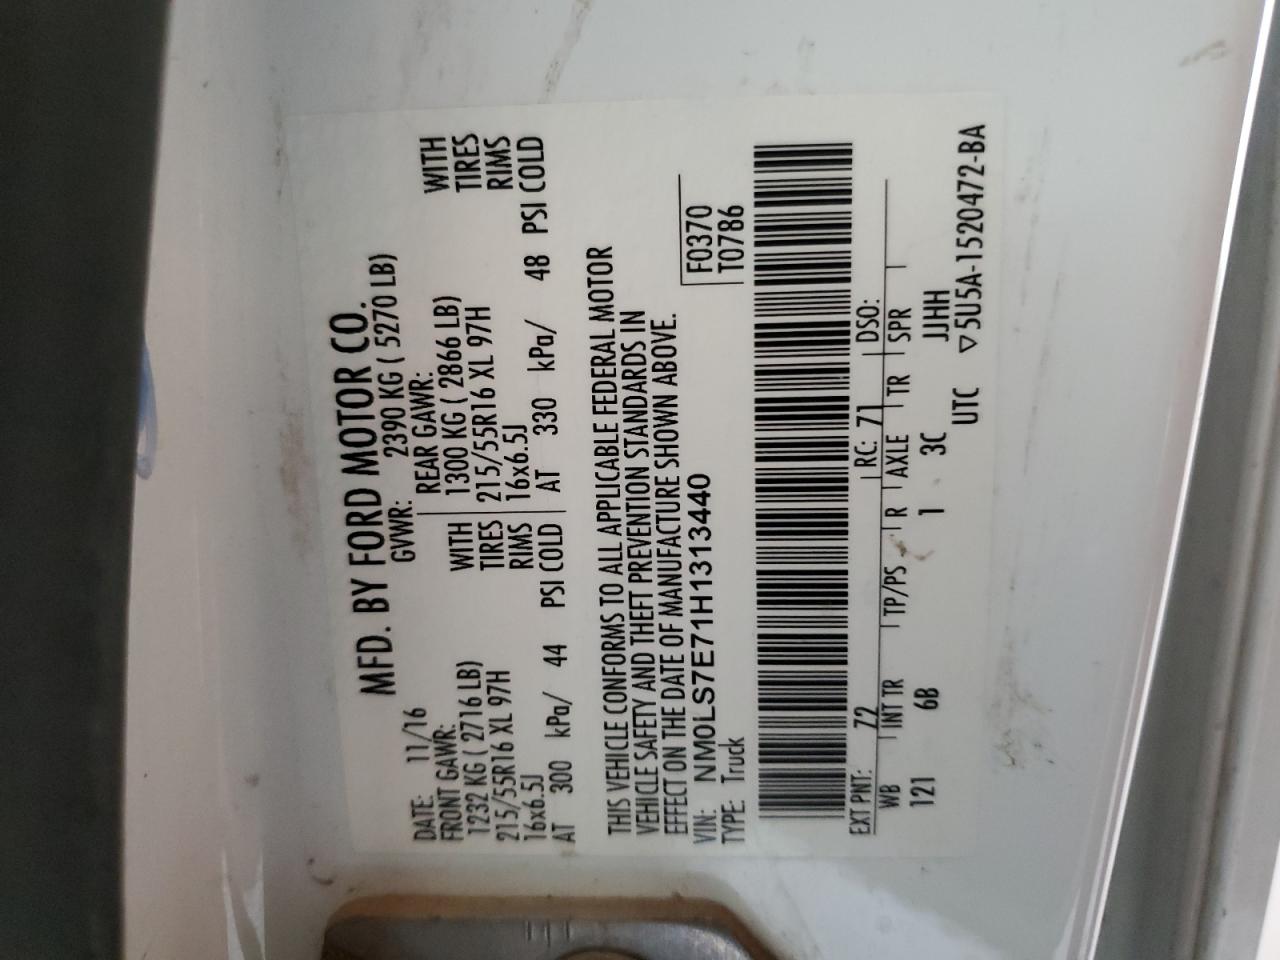 MFD. BY FORD MOTOR CO.
DATE: 11/16 GVWR: 2390 KG ( 5270 LB)
FRONT GAWR: REAR GAWR:
1232 KG ( 2716 LB) WITH 1300 KG ( 2866 LB) WITH
215/55R16 XL 97H TIRES 215/55R16 XL 97H TIRES
16x6.5J RIMS 16x6.5J RIMS
AT 300 kPa/ 44 PSI COLD AT 330 kPa/ 48 PSI COLD
THIS VEHICLE CONFORMS TO ALL APPLICABLE FEDERAL MOTOR
VEHICLE SAFETY AND THEFT PREVENTION STANDARDS IN
EFFECT ON THE DATE OF MANUFACTURE SHOWN ABOVE.
VIN: NM0LS7E71H1313440 F0370
TYPE: Truck T0786
EXT PNT: 72 RC: 71 DSO:
WB INT TR TP/PS R AXLE TR SPR
121 6B 1 3C JJHH
UTC ▽5U5A-1520472-BA